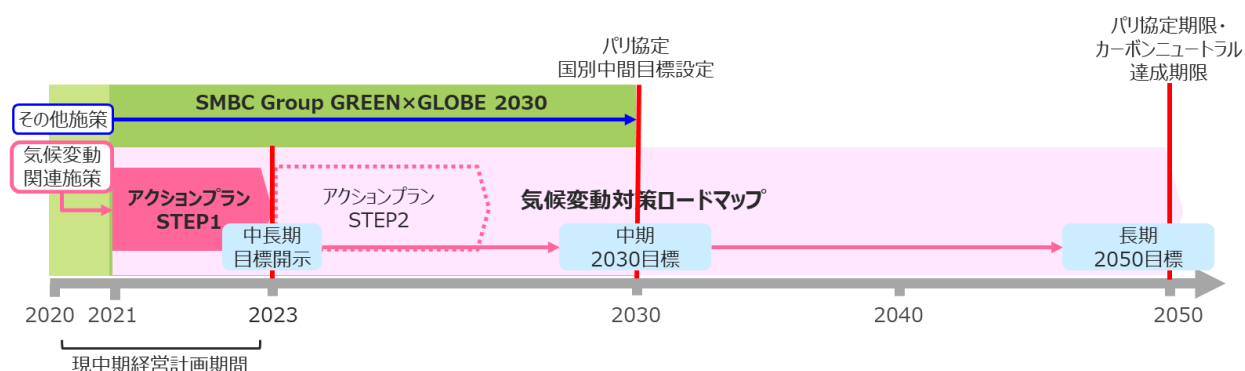 パリ協定
国別中間目標設定
パリ協定期限・
カーボンニュートラル
達成期限
SMBC Group GREEN×GLOBE 2030
その他施策
気候変動
関連施策
アクションプラン
STEP1
アクションプラン
STEP2
気候変動対策ロードマップ
中長期
目標開示
中期
2030目標
長期
2050目標
2020 2021 2023 2030 2040 2050
現中期経営計画期間